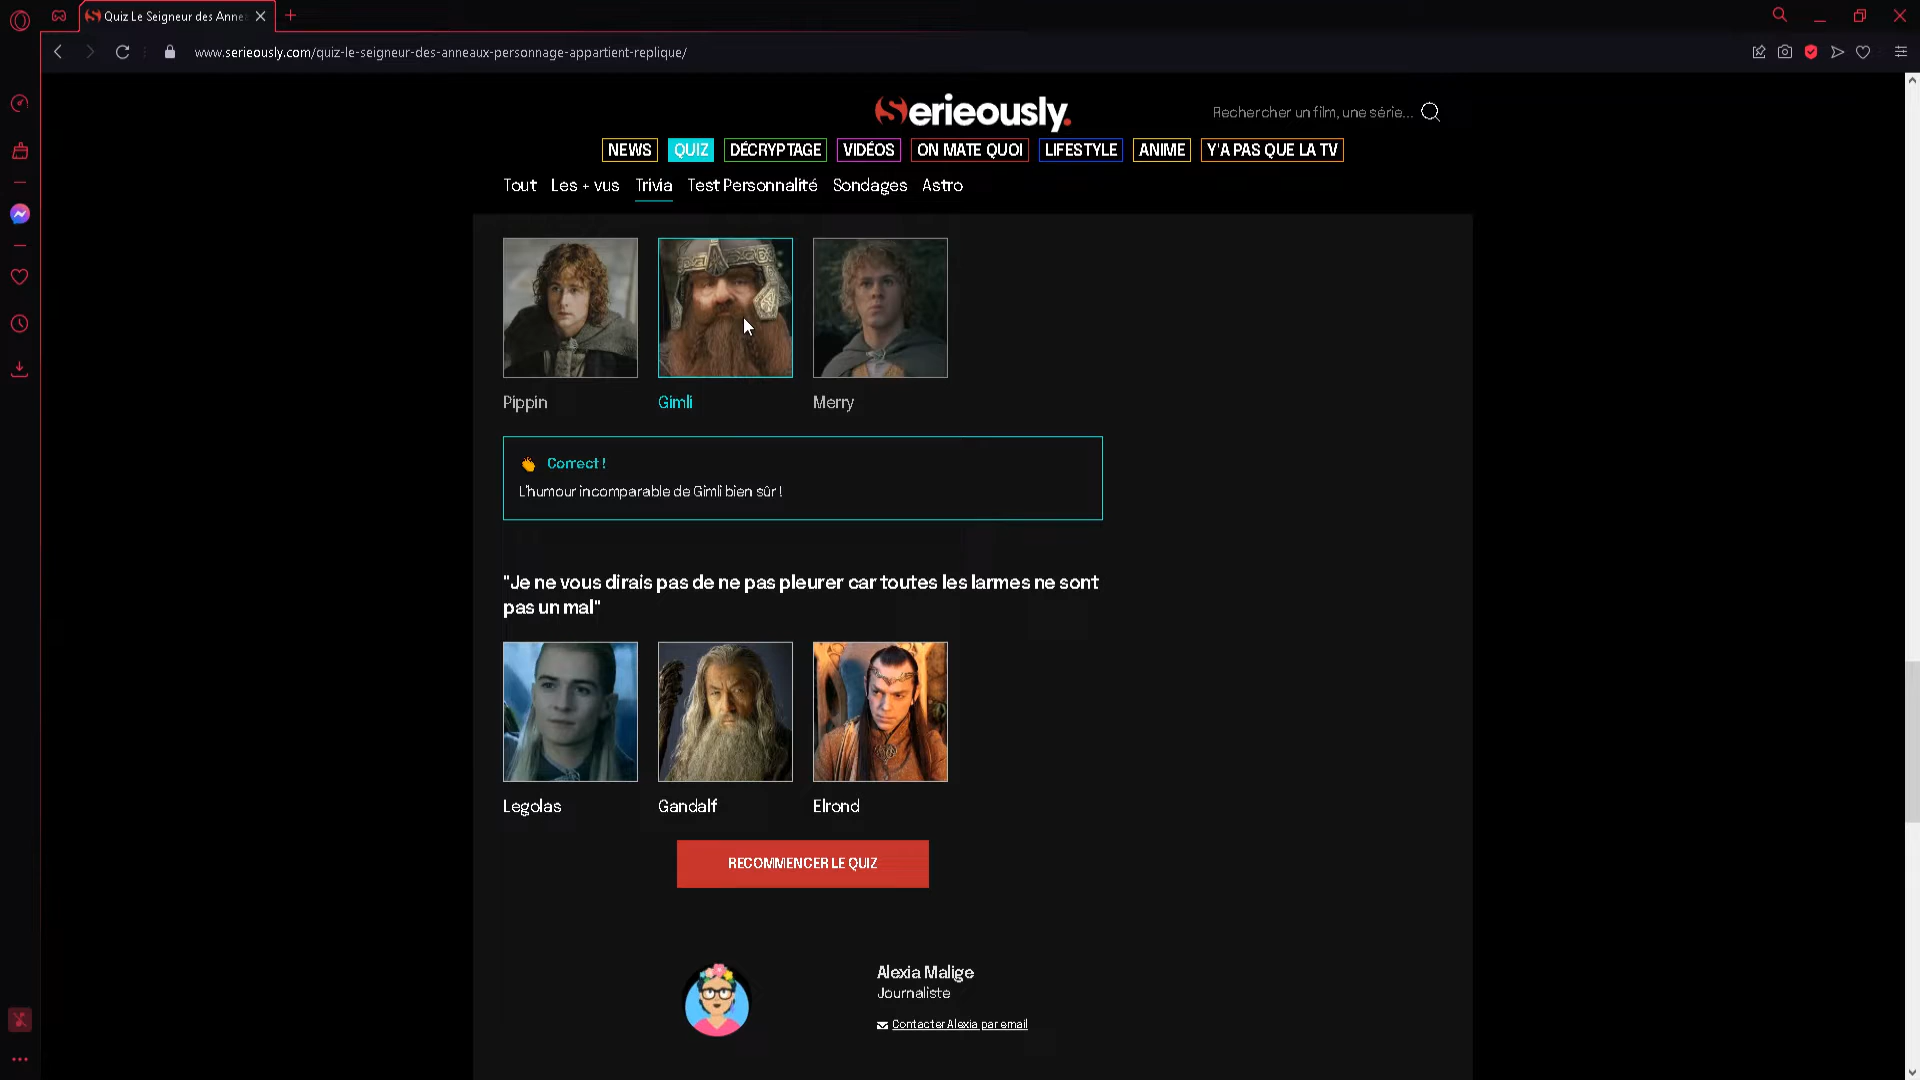 Quiz Le Seigneur des Anne
www.serieously.com/quiz-le-seigneur-des-anneaux-personnage-appartient-replique/
Serieously.
Rechercher un film, une série...
NEWS QUIZ DÉCRYPTAGE VIDÉOS ON MATE QUOI LIFESTYLE ANIME Y'A PAS QUE LA TV
Tout Les + vus Trivia Test Personnalité Sondages Astro
Pippin Gimli Merry
Correct !
L'humour incomparable de Gimli bien sûr !
"Je ne vous dirais pas de ne pas pleurer car toutes les larmes ne sont
pas un mal"
Legolas Gandalf Elrond
RECOMMENCER LE QUIZ
Alexia Malige
Journaliste
Contacter Alexia par email